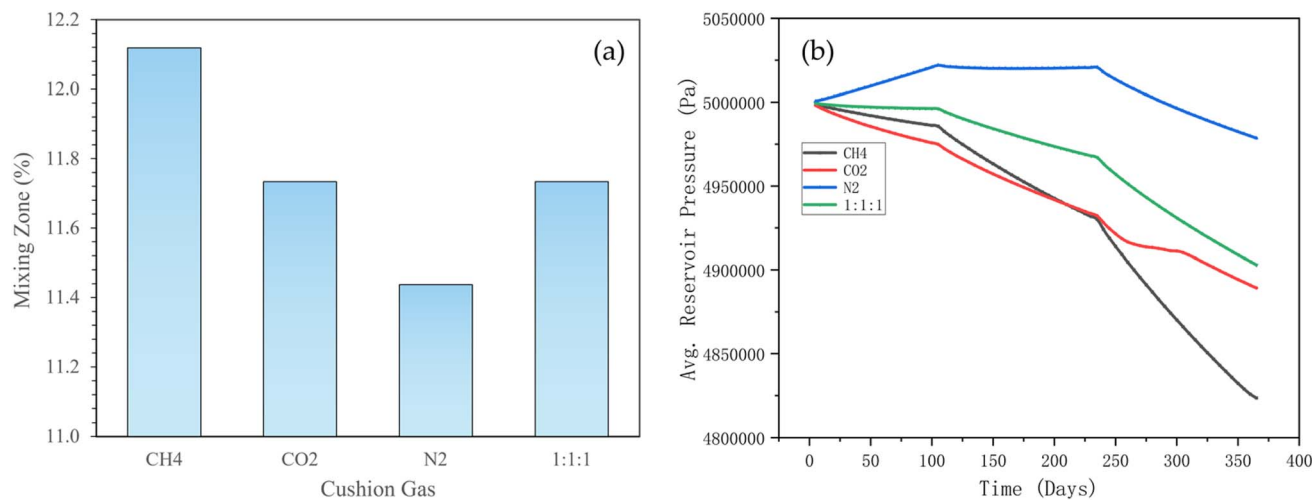 (a)
Mixing Zone (%)
12.2
12.0
11.8
11.6
11.4
11.2
11.0
CH4 CO2 N2 1:1:1
Cushion Gas
(b)
Avg. Reservoir Pressure (Pa)
5050000
5000000
4950000
4900000
4850000
4800000
CH4
CO2
N2
1:1:1
0 50 100 150 200 250 300 350 400
Time (Days)